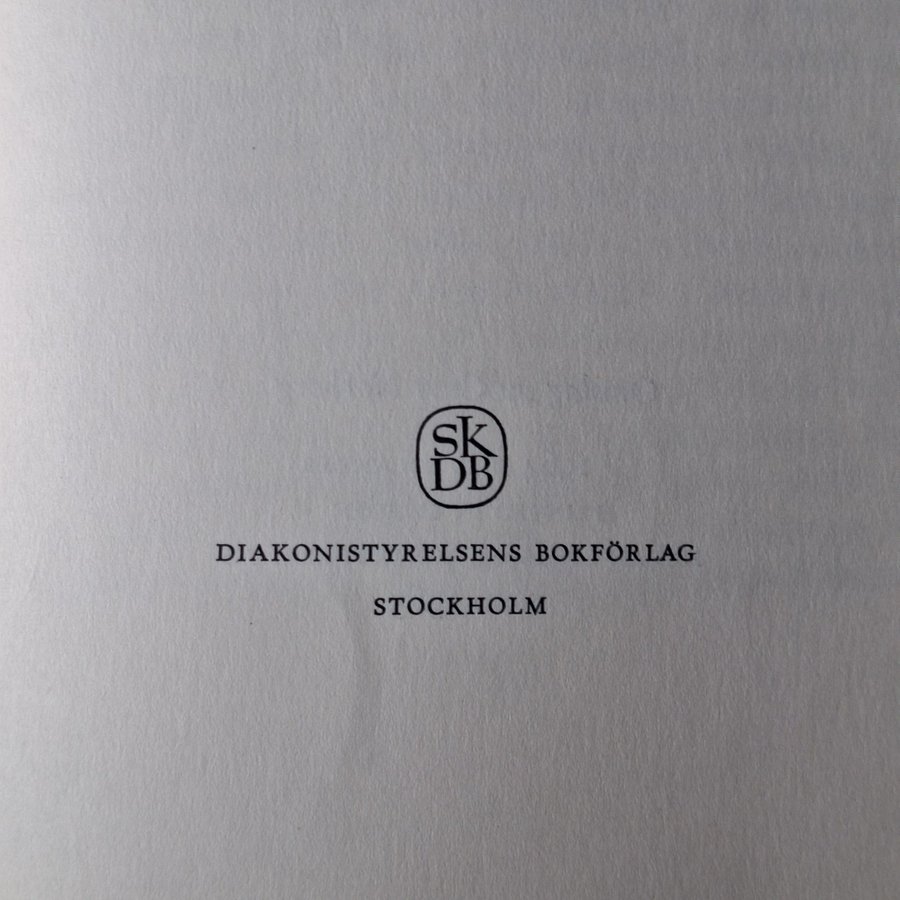 SK
DB
DIAKONISTYRELSENS BOKFÖRLAG
STOCKHOLM